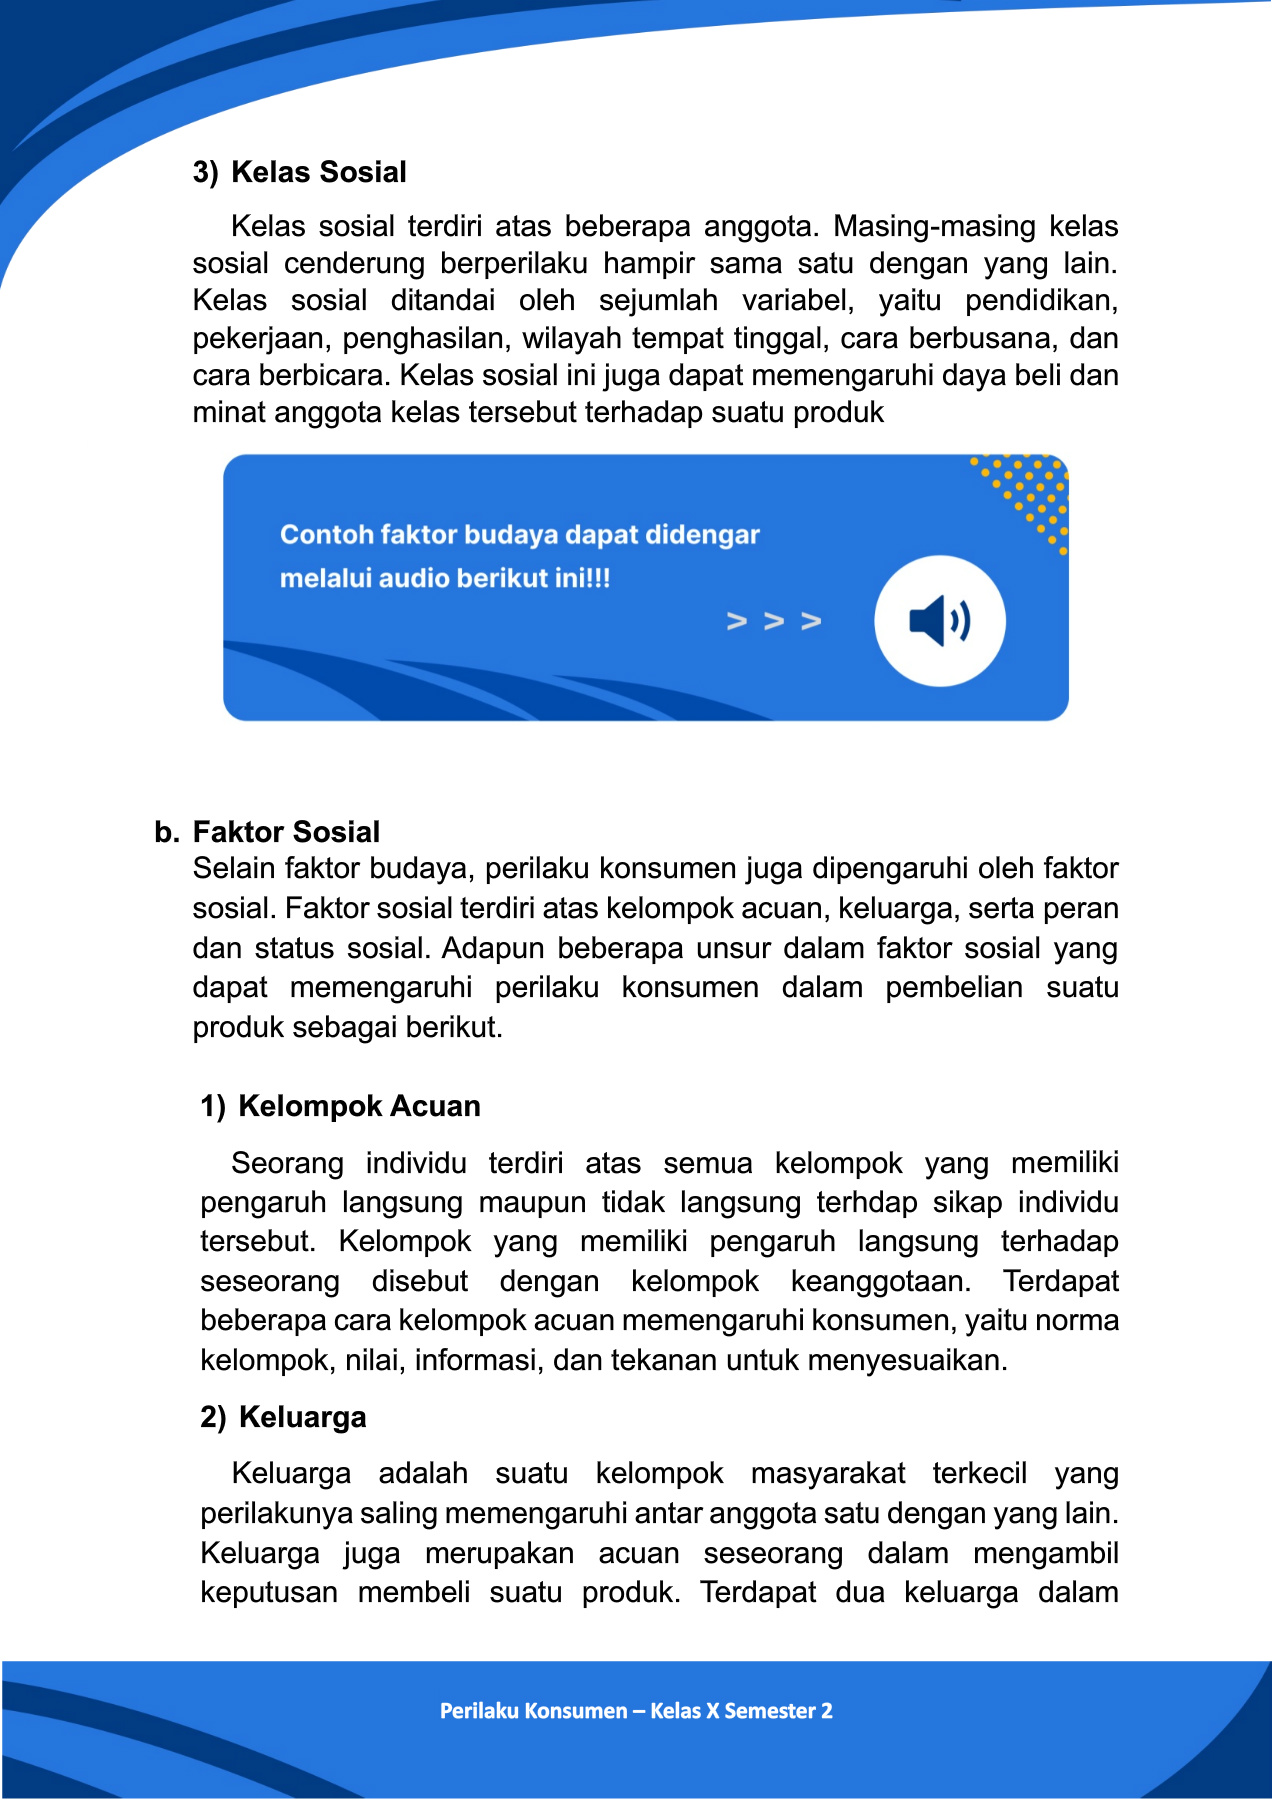 3) Kelas Sosial
Kelas sosial terdiri atas beberapa anggota. Masing-masing kelas
sosial cenderung berperilaku hampir sama satu dengan yang lain.
Kelas sosial ditandai oleh sejumlah variabel, yaitu pendidikan,
pekerjaan, penghasilan, wilayah tempat tinggal, cara berbusana, dan
cara berbicara. Kelas sosial ini juga dapat memengaruhi daya beli dan
minat anggota kelas tersebut terhadap suatu produk
Contoh faktor budaya dapat didengar
melalui audio berikut ini!!!
> > >
b. Faktor Sosial
Selain faktor budaya, perilaku konsumen juga dipengaruhi oleh faktor
sosial. Faktor sosial terdiri atas kelompok acuan, keluarga, serta peran
dan status sosial. Adapun beberapa unsur dalam faktor sosial yang
dapat memengaruhi perilaku konsumen dalam pembelian suatu
produk sebagai berikut.
1) Kelompok Acuan
Seorang individu terdiri atas semua kelompok yang memiliki
pengaruh langsung maupun tidak langsung terhdap sikap individu
tersebut. Kelompok yang memiliki pengaruh langsung terhadap
seseorang disebut dengan kelompok keanggotaan. Terdapat
beberapa cara kelompok acuan memengaruhi konsumen, yaitu norma
kelompok, nilai, informasi, dan tekanan untuk menyesuaikan.
2) Keluarga
Keluarga adalah suatu kelompok masyarakat terkecil yang
perilakunya saling memengaruhi antar anggota satu dengan yang lain.
Keluarga juga merupakan acuan seseorang dalam mengambil
keputusan membeli suatu produk. Terdapat dua keluarga dalam
Perilaku Konsumen – Kelas X Semester 2